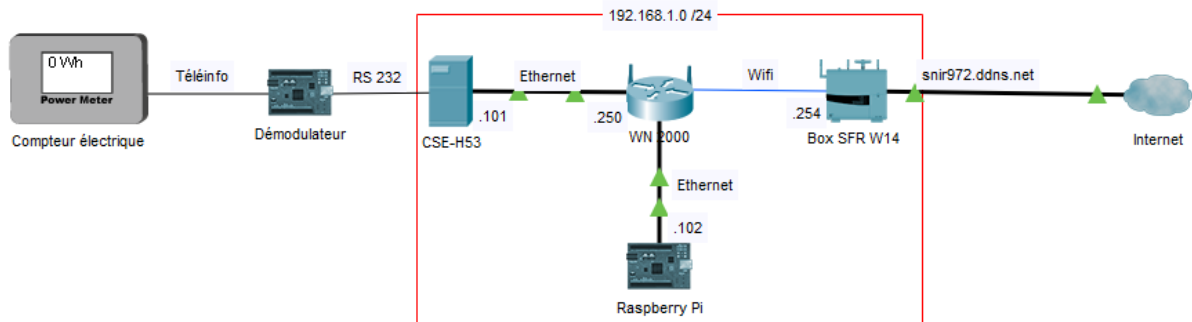 192.168.1.0 /24
0 Wh
Power Meter
Compteur électrique
Téléinfo
Démodulateur
RS 232
CSE-H53
.101
Ethernet
.250
WN 2000
Wifi
.254
Box SFR W14
snir972.ddns.net
Internet
Ethernet
.102
Raspberry Pi